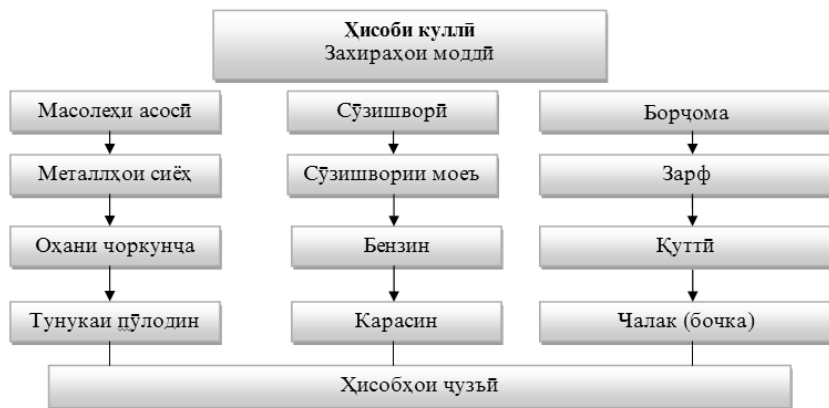 Ҳисоби куллӣ
Захираҳои моддӣ
Масолеҳи асосӣ
Сӯзишворӣ
Борҷома
Металлҳои сиёҳ
Сӯзишвории моеъ
Зарф
Оҳани чоркунҷа
Бензин
Қуттӣ
Тунукаи пӯлодин
Карасин
Чалак (бочка)
Ҳисобҳои ҷузъӣ